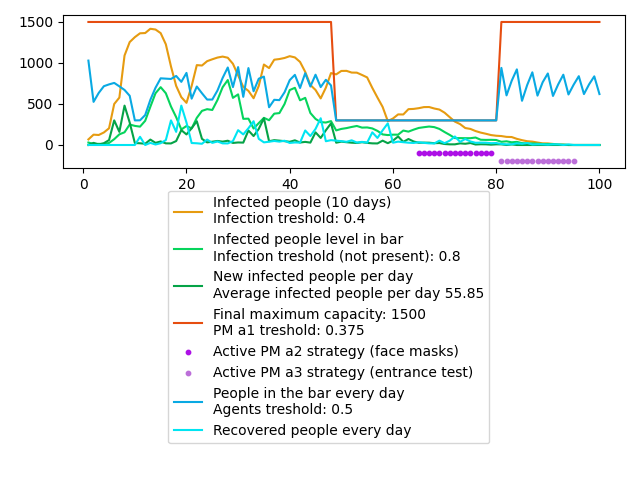 1500
1000
500
0
0
20
40
60
80
100
Infected people (10 days)
Infection treshold: 0.4
Infected people level in bar
Infection treshold (not present): 0.8
New infected people per day
Average infected people per day 55.85
Final maximum capacity: 1500
PM a1 treshold: 0.375
Active PM a2 strategy (face masks)
Active PM a3 strategy (entrance test)
People in the bar every day
Agents treshold: 0.5
Recovered people every day